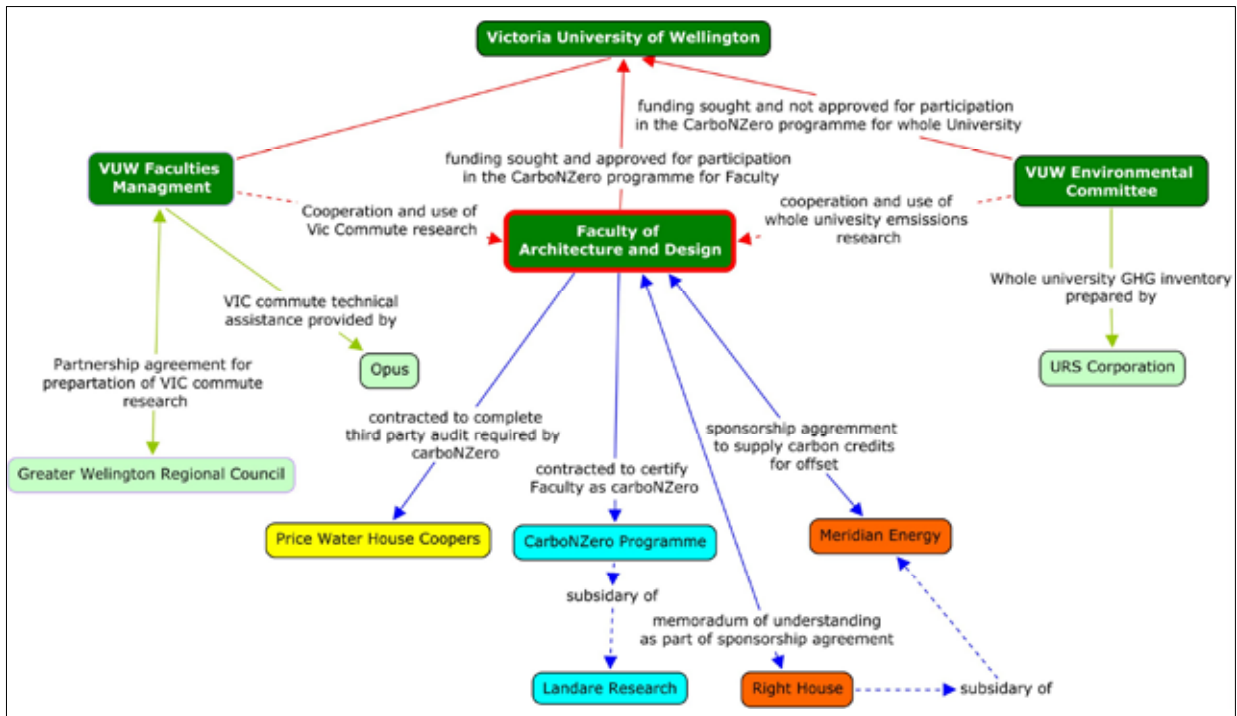 Victoria University of Wellington
funding sought and not approved for participation
in the CarboNZero programme for whole University
VUW Faculties
Managment
funding sought and approved for participation
in the CarboNZero programme for Faculty
VUW Environmental
Committee
Cooperation and use of
Vic Commute research
Faculty of
Architecture and Design
cooperation and use of
whole univesity emsissions
research
VIC commute technical
assistance provided by
Whole university GHG inventory
prepared by
Partnership agreement for
prepartation of VIC commute
research
Opus
URS Corporation
contracted to complete
third party audit required by
carboNZero
sponsorship aggremment
to supply carbon credits
for offset
Greater Welington Regional Council
contracted to certify
Faculty as carboNZero
Price Water House Coopers
CarboNZero Programme
Meridian Energy
subsidary of
memoradum of understanding
as part of sponsorship agreement
Landare Research
Right House
subsidary of